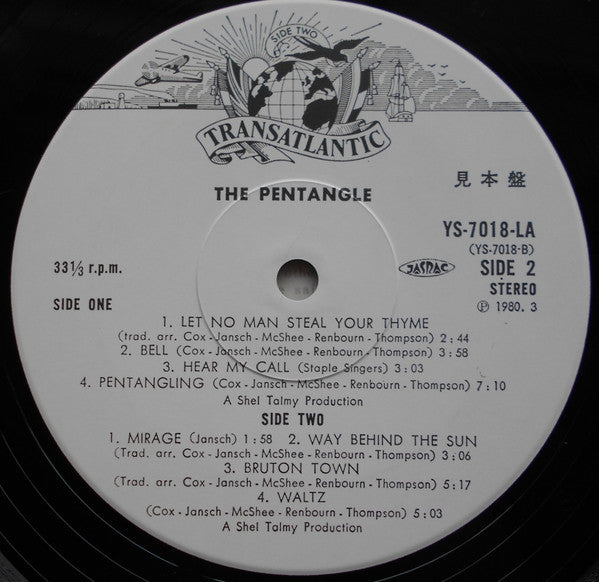 SIDE TWO
TRANSATLANTIC
THE PENTANGLE
見本盤
YS-7018-LA
(YS-7018-B)
33⅓ r.p.m.
JASRAC
SIDE 2
STEREO
SIDE ONE
Ⓟ 1980. 3
1. LET NO MAN STEAL YOUR THYME
(trad. arr. Cox - Jansch - McShee - Renbourn - Thompson) 2 : 44
2. BELL (Cox - Jansch - McShee - Renbourn - Thompson) 3 : 58
3. HEAR MY CALL (Staple Singers) 3 : 03
4. PENTANGLING (Cox - Jansch - McShee - Renbourn - Thompson) 7 : 10
A Shel Talmy Production
SIDE TWO
1. MIRAGE (Jansch) 1 : 58 2. WAY BEHIND THE SUN
(Trad. arr. Cox - Jansch - McShee - Renbourn - Thompson) 3 : 06
3. BRUTON TOWN
(Trad. arr. Cox - Jansch - McShee - Renbourn - Thompson) 5 : 17
4. WALTZ
(Cox - Jansch - McShee - Renbourn - Thompson) 5 : 03
A Shel Talmy Production